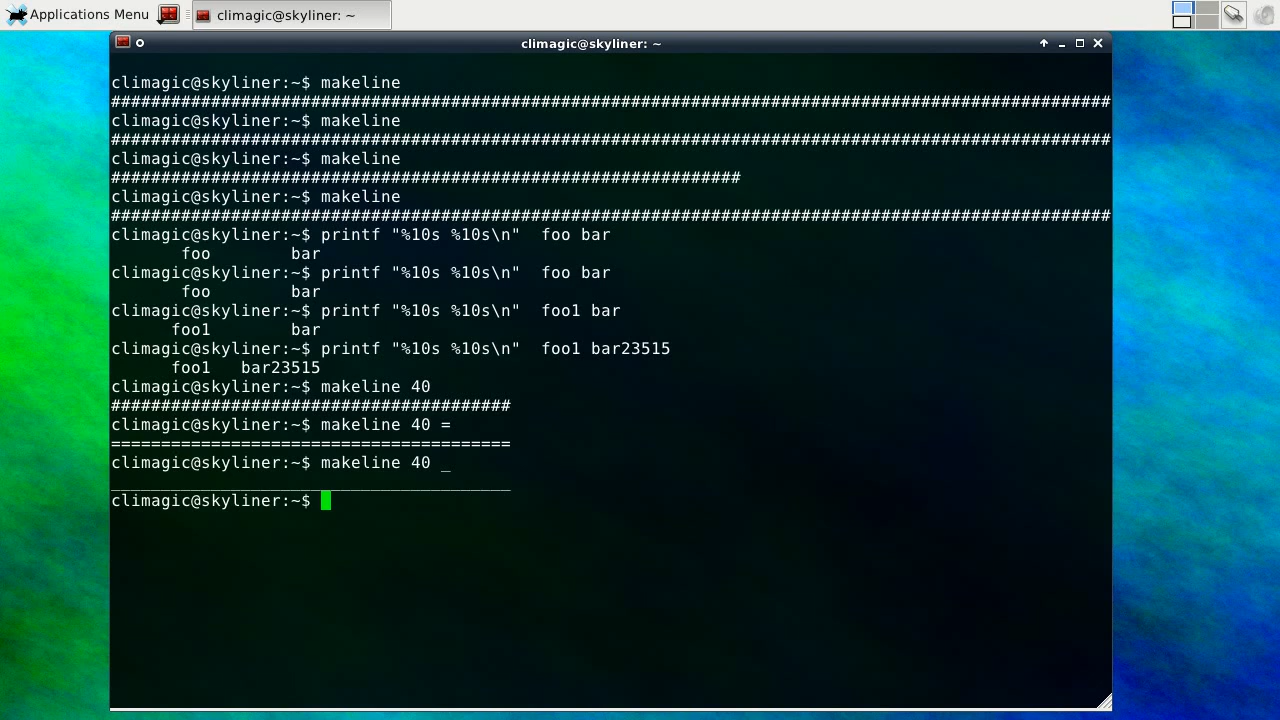 Applications Menu
climagic@skyliner: ~
climagic@skyliner: ~
climagic@skyliner:~$ makeline
####################################################################################################
climagic@skyliner:~$ makeline
####################################################################################################
climagic@skyliner:~$ makeline
###############################################################
climagic@skyliner:~$ makeline
####################################################################################################
climagic@skyliner:~$ printf "%10s %10s\n"  foo bar
       foo        bar
climagic@skyliner:~$ printf "%10s %10s\n"  foo bar
       foo        bar
climagic@skyliner:~$ printf "%10s %10s\n"  foo1 bar
      foo1        bar
climagic@skyliner:~$ printf "%10s %10s\n"  foo1 bar23515
      foo1   bar23515
climagic@skyliner:~$ makeline 40
########################################
climagic@skyliner:~$ makeline 40 =
========================================
climagic@skyliner:~$ makeline 40 _
________________________________________
climagic@skyliner:~$